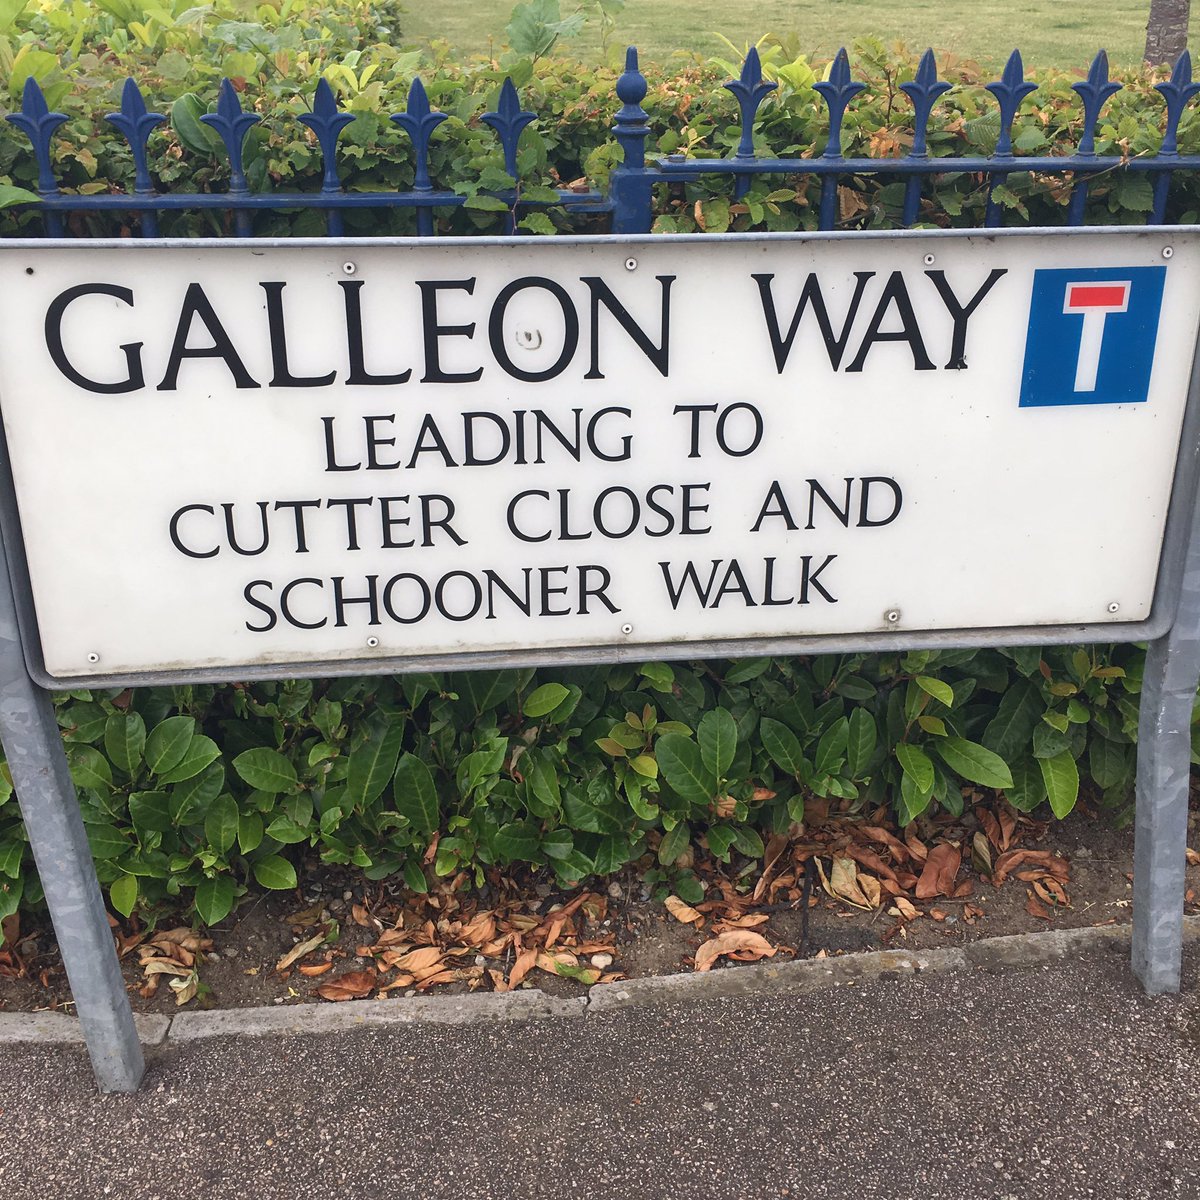 GALLEON WAY
LEADING TO
CUTTER CLOSE AND
SCHOONER WALK